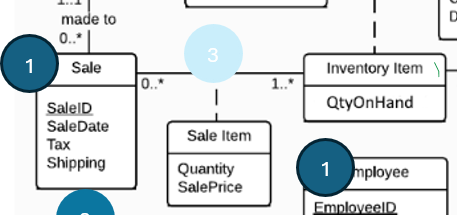 1..1
made to
0..*
1
Sale
3
Inventory Item
0..*
1..*
SaleID
SaleDate
Tax
Shipping
QtyOnHand
Sale Item
Quantity
SalePrice
1
mployee
EmployeeID